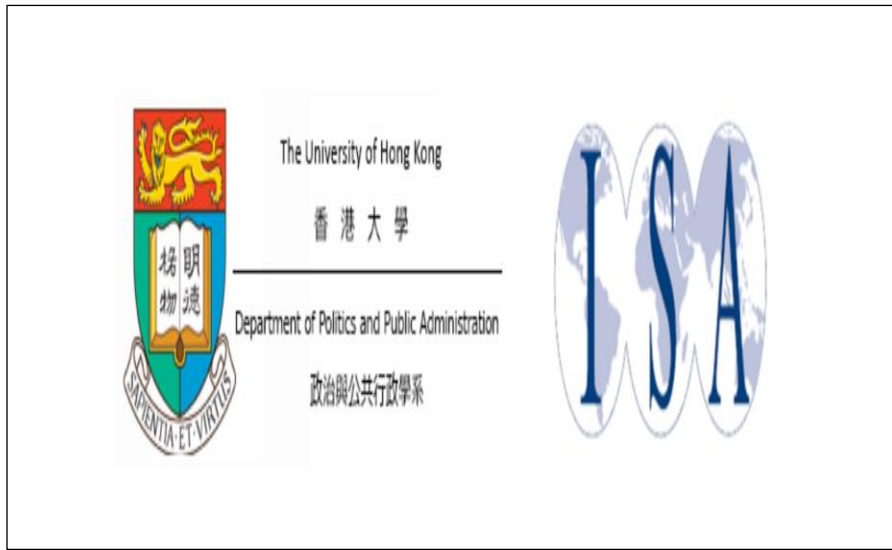 The University of Hong Kong
香港大學
Department of Politics and Public Administration
政治與公共行政學系
明德
格物
SAPIENTIA·ET·VIRTUS
ISA